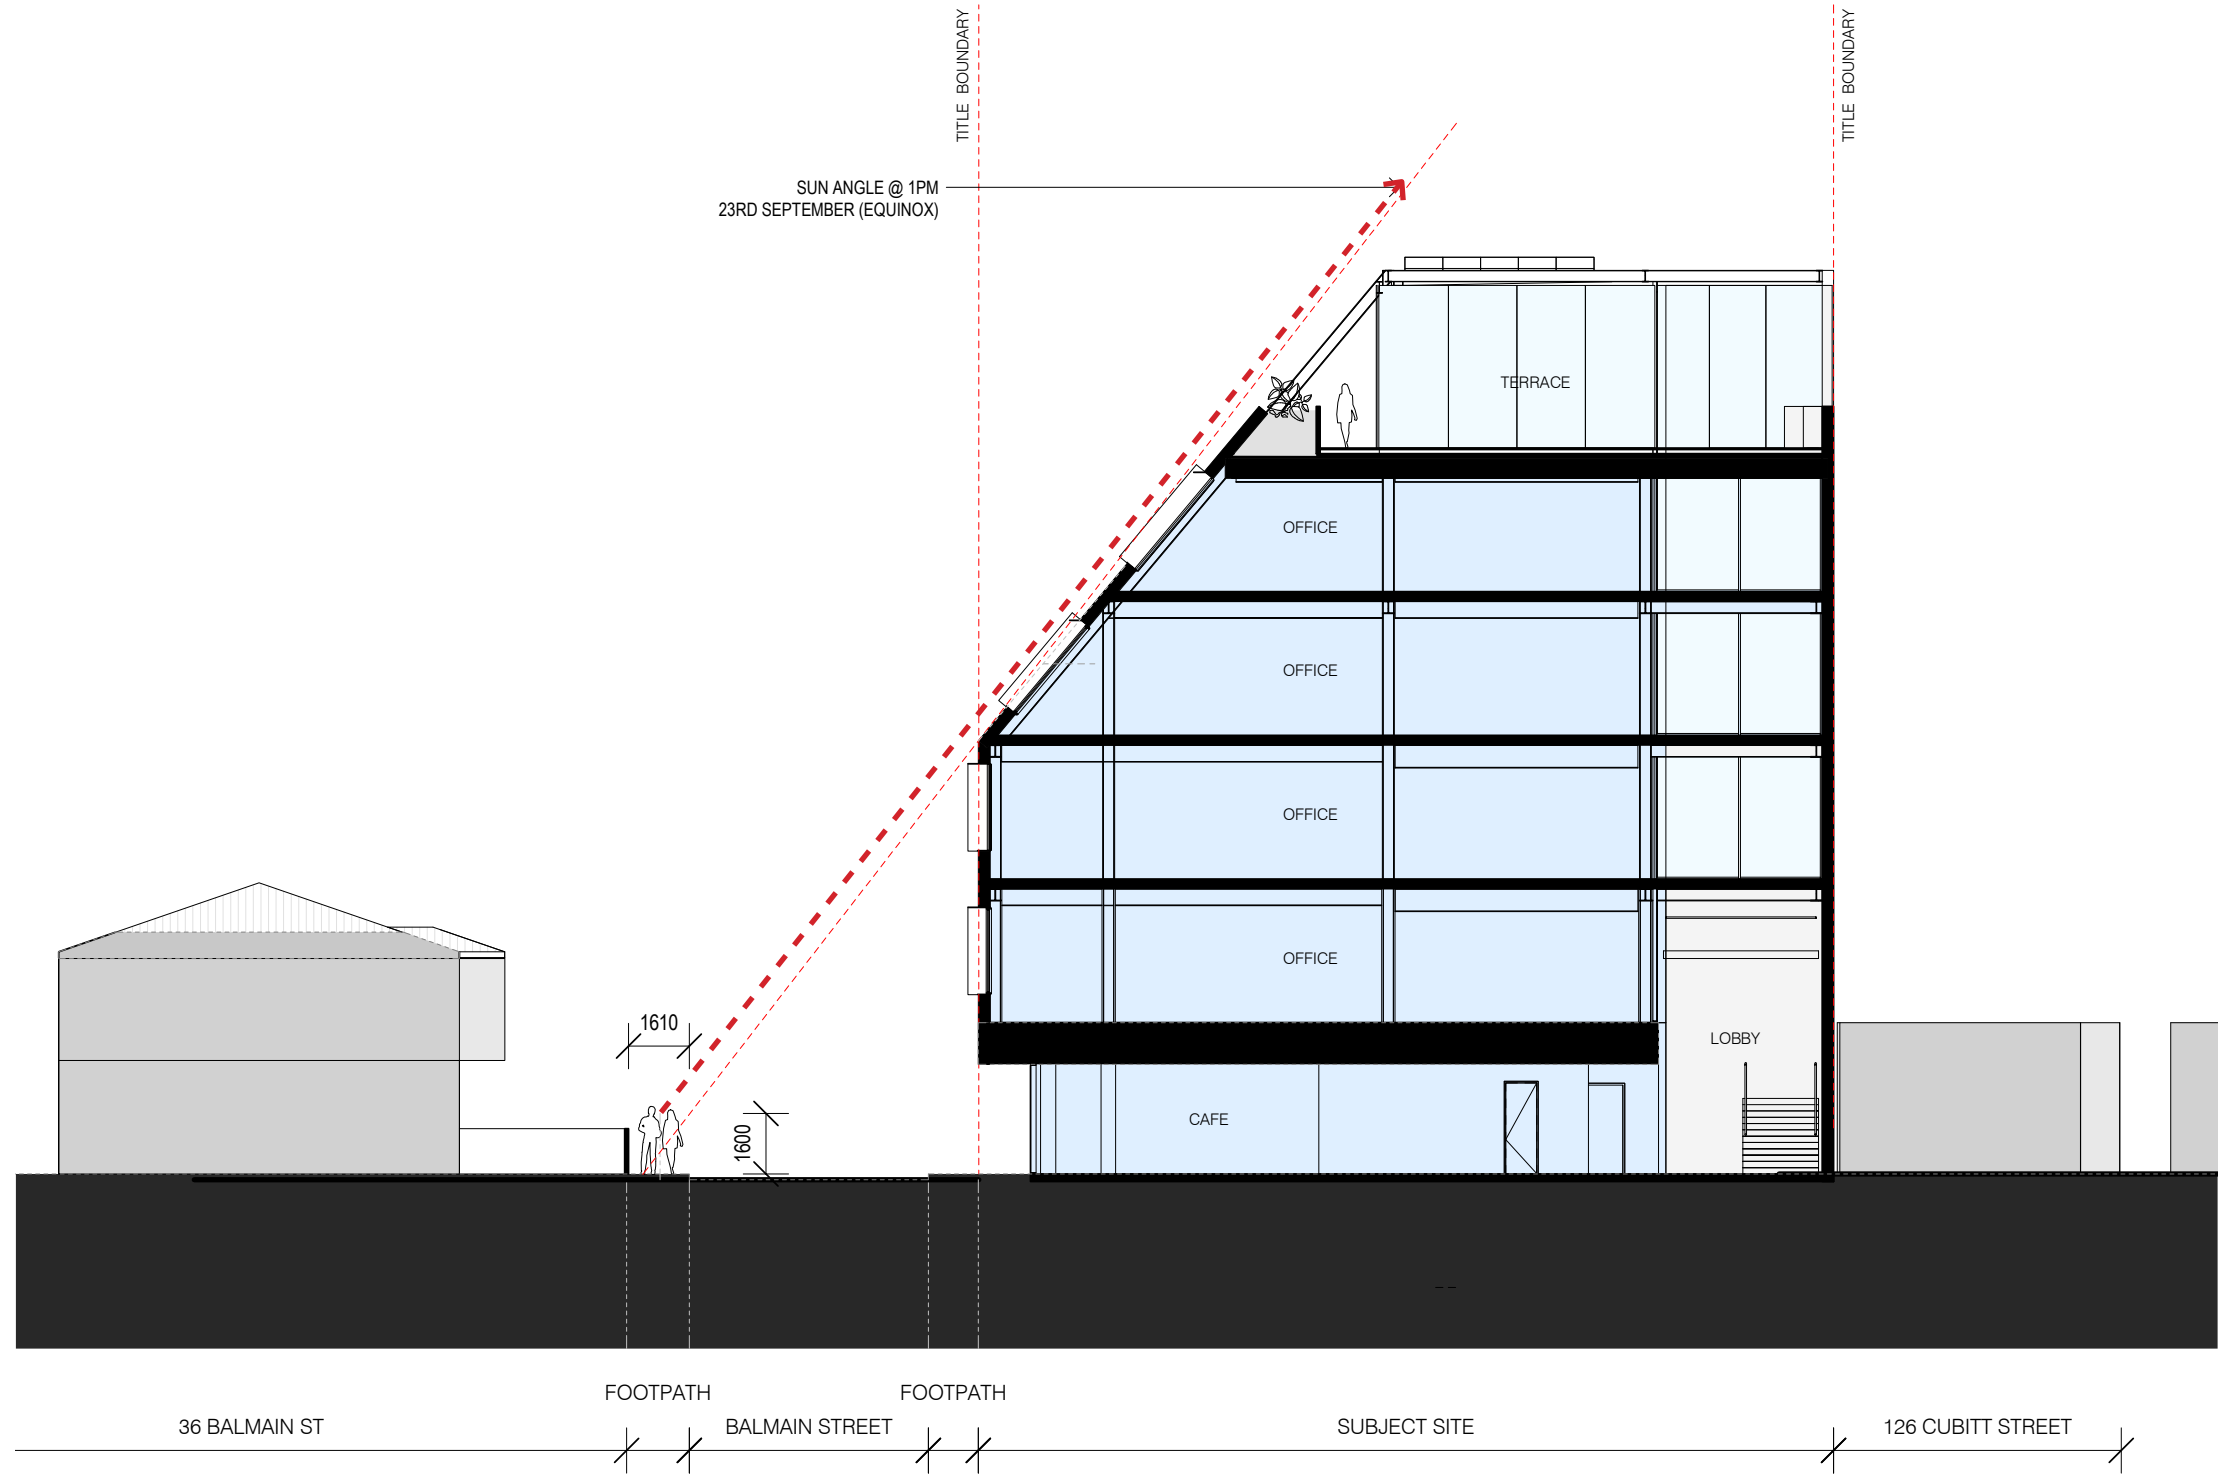 TITLE BOUNDARY
TITLE BOUNDARY
SUN ANGLE @ 1PM
23RD SEPTEMBER (EQUINOX)
TERRACE
OFFICE
OFFICE
OFFICE
OFFICE
1610
LOBBY
1600
CAFE
FOOTPATH
FOOTPATH
36 BALMAIN ST
BALMAIN STREET
SUBJECT SITE
126 CUBITT STREET